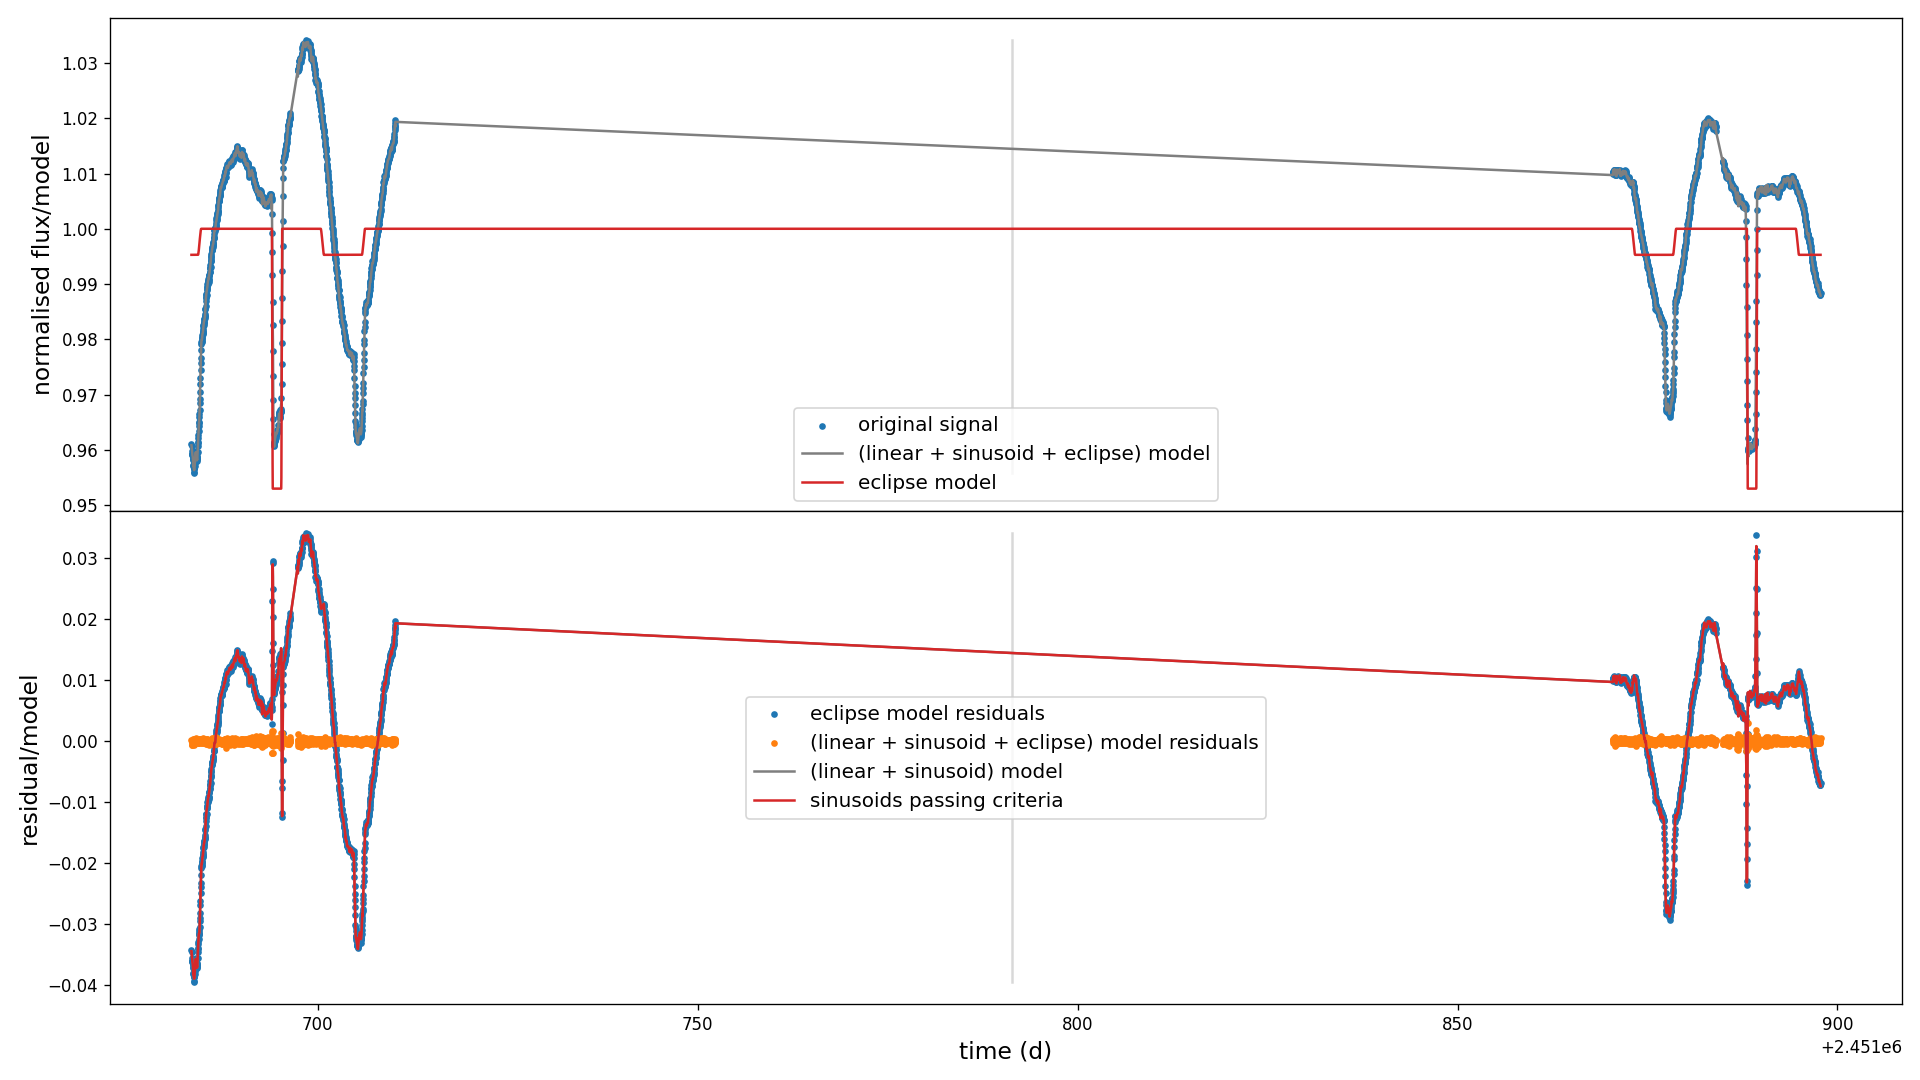 normalised flux/model
1.03
1.02
1.01
1.00
0.99
0.98
0.97
0.96
0.95
original signal
(linear + sinusoid + eclipse) model
eclipse model
residual/model
0.03
0.02
0.01
0.00
−0.01
−0.02
−0.03
−0.04
eclipse model residuals
(linear + sinusoid + eclipse) model residuals
(linear + sinusoid) model
sinusoids passing criteria
700 750 800 850 900
time (d)
+2.451e6